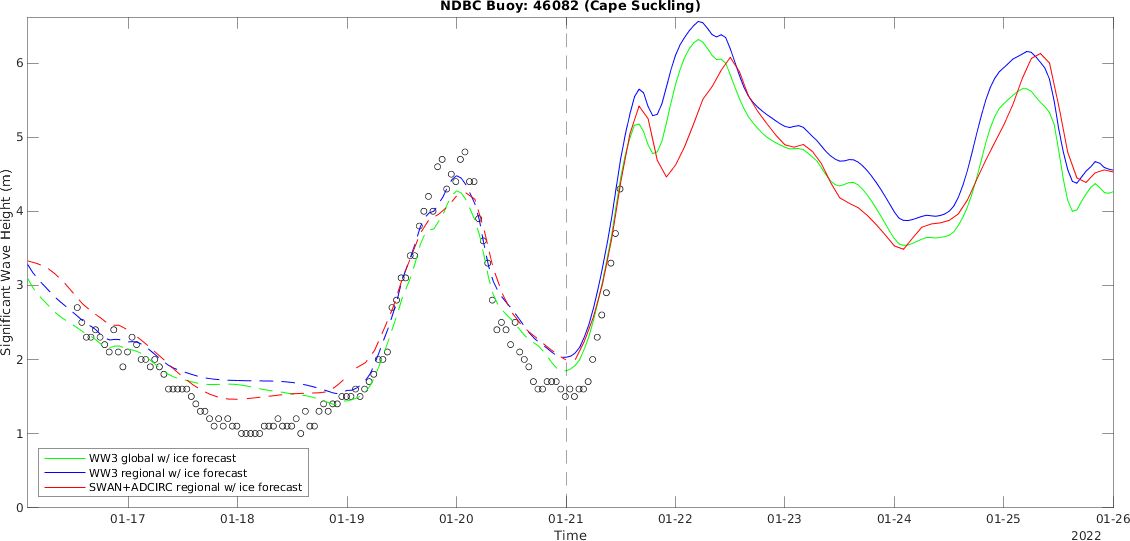 NDBC Buoy: 46082 (Cape Suckling)
Significant Wave Height (m)
6
5
4
3
2
1
0
WW3 global w/ ice forecast
WW3 regional w/ ice forecast
SWAN+ADCIRC regional w/ ice forecast
01-17 01-18 01-19 01-20 01-21 01-22 01-23 01-24 01-25 01-26
Time
2022